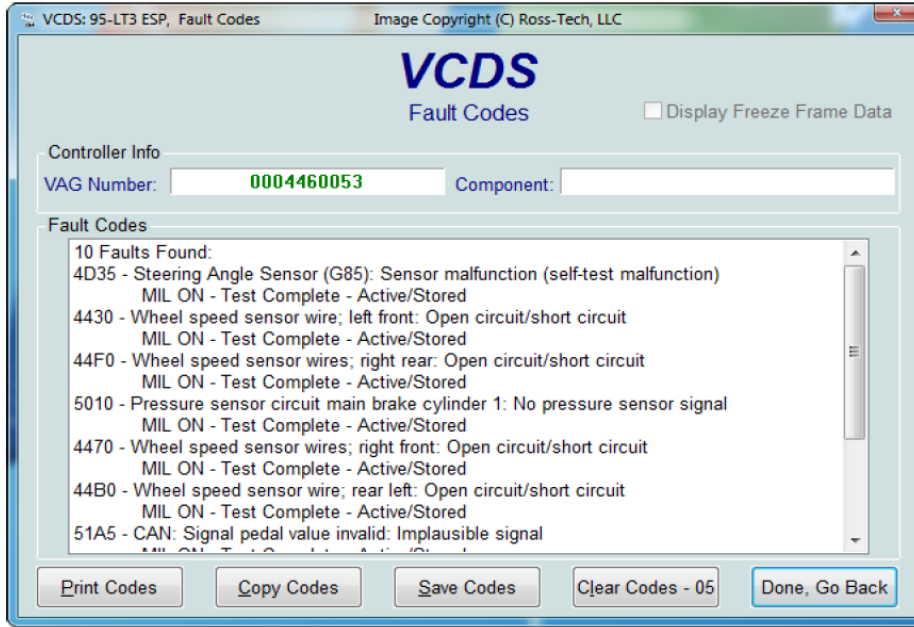 VCDS: 95-LT3 ESP,  Fault Codes    Image Copyright (C) Ross-Tech, LLC
VCDS
Fault Codes
Display Freeze Frame Data
Controller Info
VAG Number: 0004460053 Component:
Fault Codes
10 Faults Found:
4D35 - Steering Angle Sensor (G85): Sensor malfunction (self-test malfunction)
MIL ON - Test Complete - Active/Stored
4430 - Wheel speed sensor wire; left front: Open circuit/short circuit
MIL ON - Test Complete - Active/Stored
44F0 - Wheel speed sensor wires; right rear: Open circuit/short circuit
MIL ON - Test Complete - Active/Stored
5010 - Pressure sensor circuit main brake cylinder 1: No pressure sensor signal
MIL ON - Test Complete - Active/Stored
4470 - Wheel speed sensor wires; right front: Open circuit/short circuit
MIL ON - Test Complete - Active/Stored
44B0 - Wheel speed sensor wire; rear left: Open circuit/short circuit
MIL ON - Test Complete - Active/Stored
51A5 - CAN: Signal pedal value invalid: Implausible signal
Print Codes Copy Codes Save Codes Clear Codes - 05 Done, Go Back